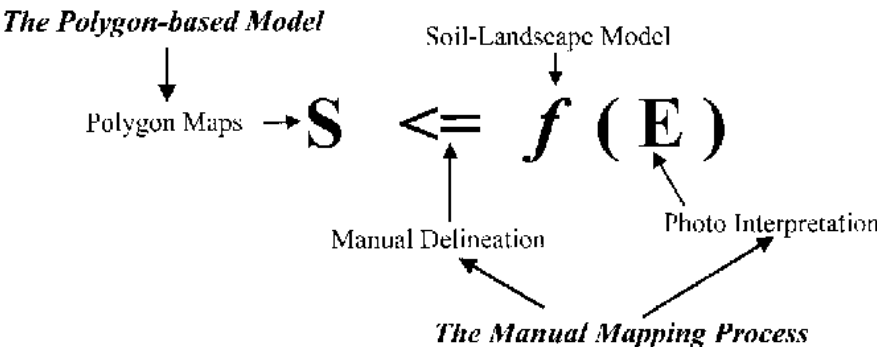 The Polygon-based Model
Soil-Landscape Model
Polygon Maps
S <= f ( E )
Manual Delineation
Photo Interpretation
The Manual Mapping Process